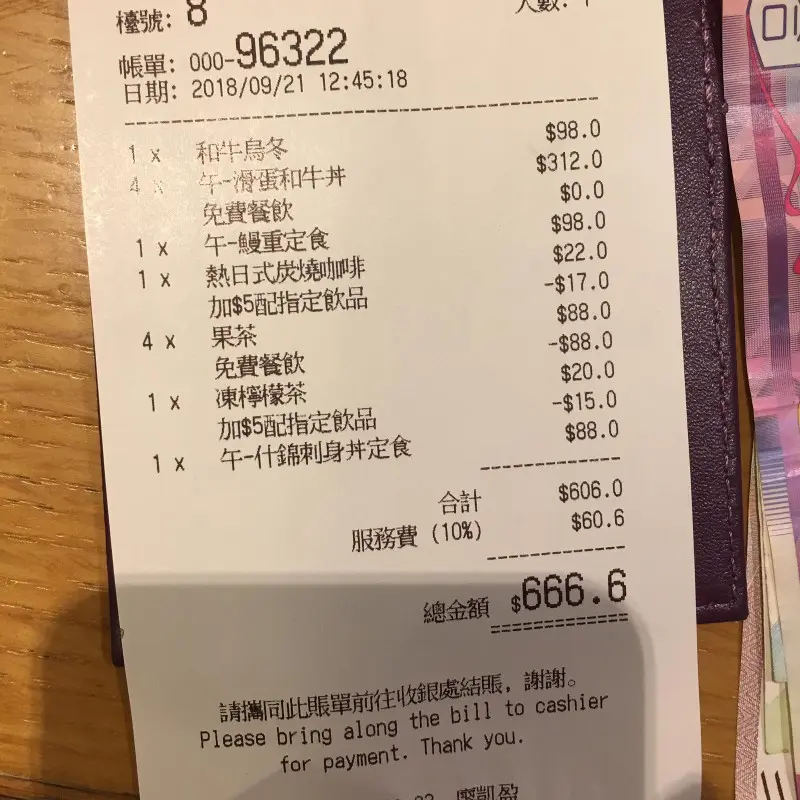 檯號: 8
人數:
帳單: 000-96322
日期: 2018/09/21 12:45:18
1 x 和牛烏冬 $98.0
4 x 午-滑蛋和牛丼 $312.0
免費餐飲 $0.0
1 x 午-鰻重定食 $98.0
1 x 熱日式炭燒咖啡 $22.0
加$5配指定飲品 -$17.0
4 x 果茶 $88.0
免費餐飲 -$88.0
1 x 凍檸檬茶 $20.0
加$5配指定飲品 -$15.0
1 x 午-什錦刺身丼定食 $88.0
合計 $606.0
服務費 (10%) $60.6
總金額 $666.6
請攜同此賬單前往收銀處結賬, 謝謝。
Please bring along the bill to cashier
for payment. Thank you.
廖凱盈